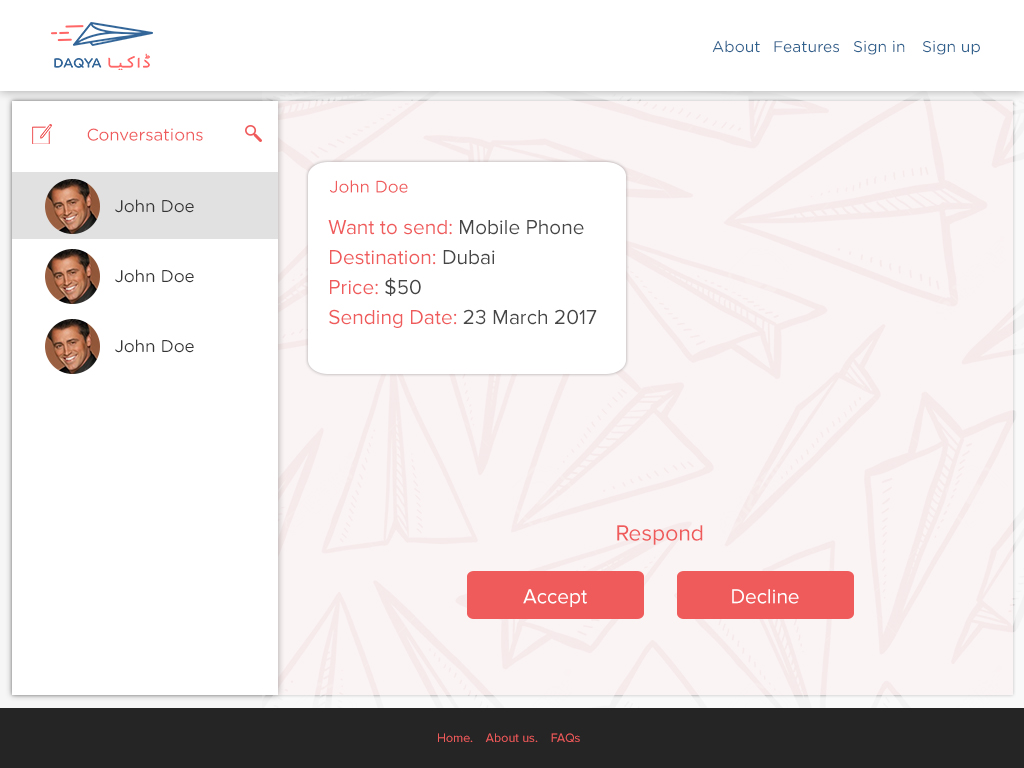 DAQYA ڈاکیا
About Features Sign in Sign up
Conversations
John Doe
John Doe
John Doe
John Doe
Want to send: Mobile Phone
Destination: Dubai
Price: $50
Sending Date: 23 March 2017
Respond
Accept Decline
Home. About us. FAQs